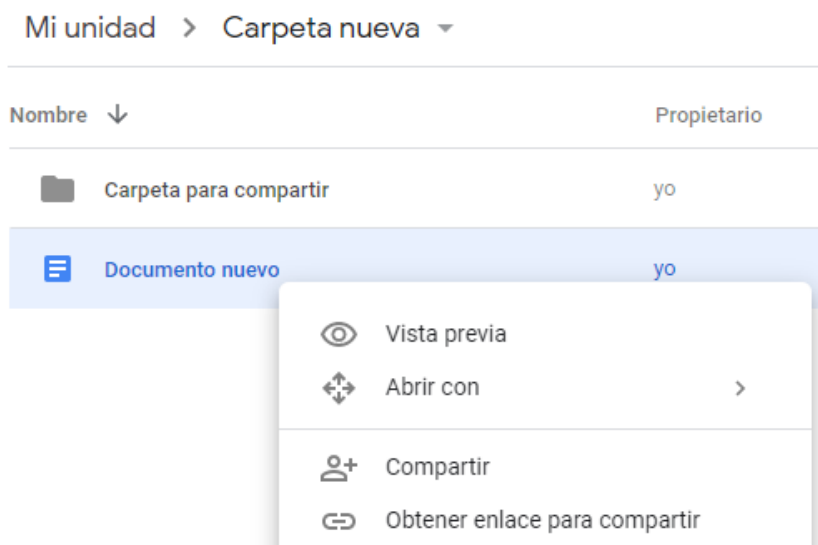 Mi unidad > Carpeta nueva
Nombre Propietario
Carpeta para compartir yo
Documento nuevo yo
Vista previa
Abrir con
Compartir
Obtener enlace para compartir